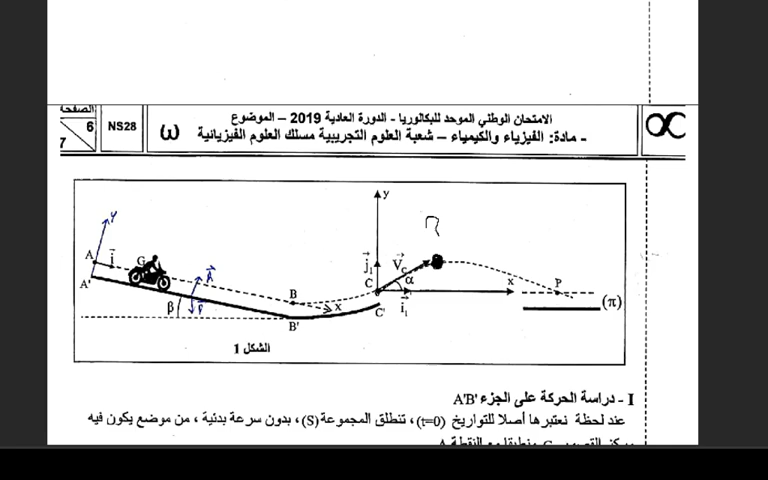 الصفحة
6
7
NS28
ω
الامتحان الوطني الموحد للبكالوريا - الدورة العادية 2019 – الموضوع
- مادة: الفيزياء والكيمياء – شعبة العلوم التجريبية مسلك العلوم الفيزيائية
y
Y
A
i
G
A'
R
P
β
B
B'
x
j₁
V_C
C
α
i₁
C'
x
P
(π)
الشكل 1
I - دراسة الحركة على الجزء A'B'
عند لحظة نعتبرها أصلا للتواريخ (t=0)، تنطلق المجموعة (S)، بدون سرعة بدئية، من موضع يكون فيه